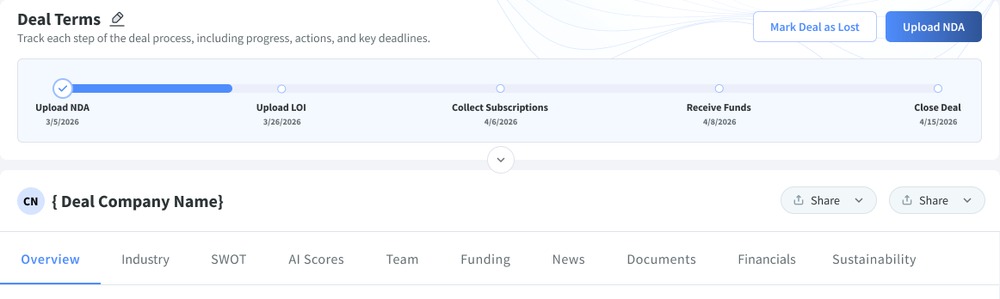 Deal Terms
Track each step of the deal process, including progress, actions, and key deadlines.
Mark Deal as Lost
Upload NDA
Upload NDA
3/5/2026
Upload LOI
3/26/2026
Collect Subscriptions
4/6/2026
Receive Funds
4/8/2026
Close Deal
4/15/2026
CN
{ Deal Company Name}
Share
Share
Overview
Industry
SWOT
AI Scores
Team
Funding
News
Documents
Financials
Sustainability